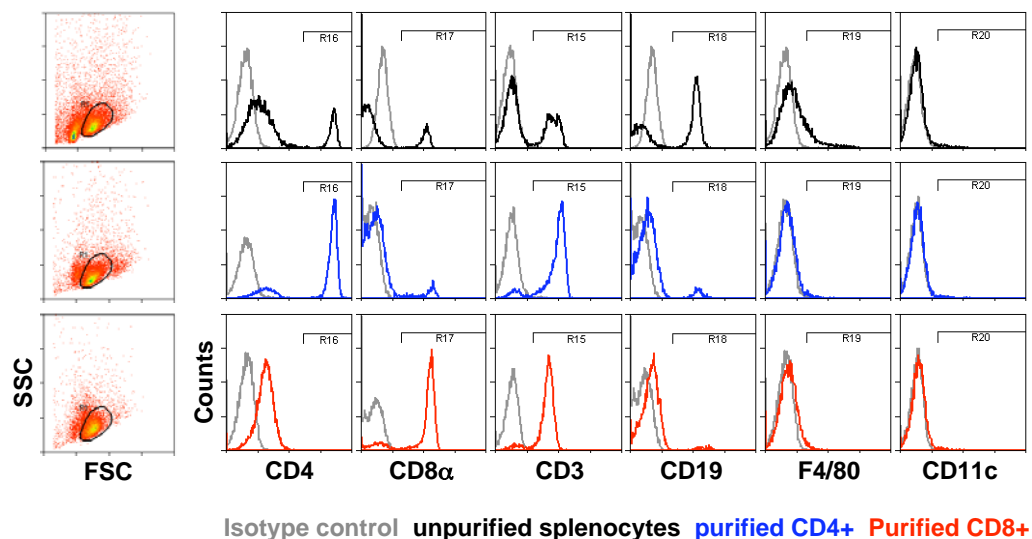 R16 R17 R15 R18 R19 R20
R16 R17 R15 R18 R19 R20
R16 R17 R15 R18 R19 R20
SSC
Counts
FSC CD4 CD8α CD3 CD19 F4/80 CD11c
Isotype control unpurified splenocytes purified CD4+ Purified CD8+